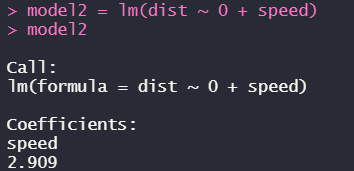 > model2 = lm(dist ~ 0 + speed)
> model2
Call:
lm(formula = dist ~ 0 + speed)
Coefficients:
speed
2.909